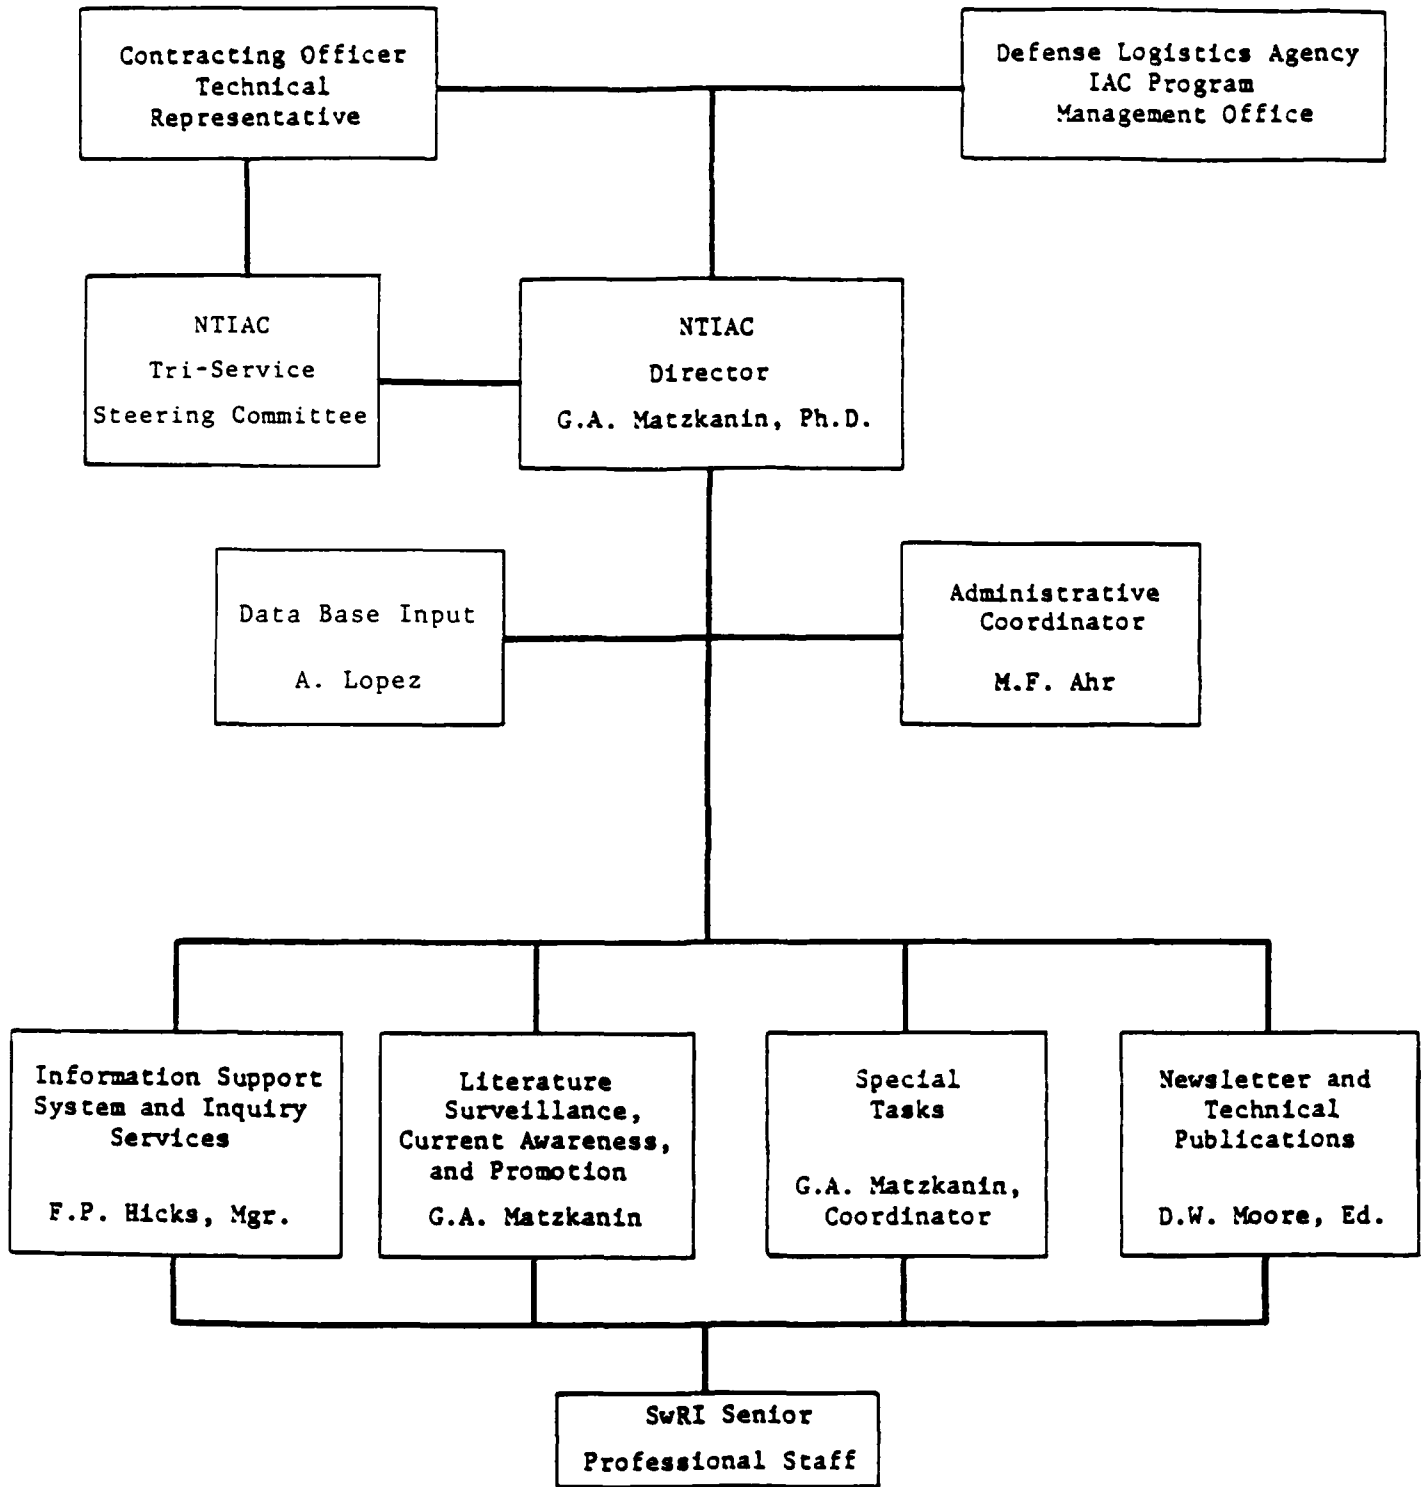 Contracting Officer
Technical
Representative
Defense Logistics Agency
IAC Program
Management Office
NTIAC
Tri-Service
Steering Committee
NTIAC
Director
G.A. Matzkanin, Ph.D.
Data Base Input
A. Lopez
Administrative
Coordinator
M.F. Ahr
Information Support
System and Inquiry
Services
F.P. Hicks, Mgr.
Literature
Surveillance,
Current Awareness,
and Promotion
G.A. Matzkanin
Special
Tasks
G.A. Matzkanin,
Coordinator
Newsletter and
Technical
Publications
D.W. Moore, Ed.
SwRI Senior
Professional Staff